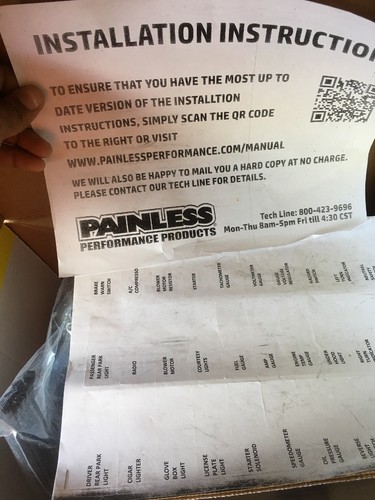 INSTALLATION INSTRUCTIO
TO ENSURE THAT YOU HAVE THE MOST UP TO
DATE VERSION OF THE INSTALLTION
INSTRUCTIONS, SIMPLY SCAN THE QR CODE
TO THE RIGHT OR VISIT
WWW.PAINLESSPERFORMANCE.COM/MANUAL
WE WILL ALSO BE HAPPY TO MAIL YOU A HARD COPY AT NO CHARGE.
PLEASE CONTACT OUR TECH LINE FOR DETAILS.
PAINLESS
PERFORMANCE PRODUCTS
Tech Line: 800-423-9696
Mon-Thu 8am-5pm Fri till 4:30 CST
BRAKE
WARN
SWITCH
A/C
COMPRESSO
BLOWER
MOTOR
RESISTOR
STARTER
TACHOMETER
GAUGE
VOLTMETER
GAUGE
PASSENGER
REAR PARK
LIGHT
RADIO
BLOWER
MOTOR
COURTESY
LIGHTS
FUEL
GAUGE
AMP
GAUGE
ENGINE
TEMP
GAUGE
UNDER
HOOD
LIGHT
DRIVER
REAR PARK
LIGHT
CIGAR
LIGHTER
GLOVE
BOX
LIGHT
LICENSE
PLATE
LIGHT
STARTER
SOLENOID
SPEEDOMETER
GAUGE
OIL
PRESSURE
GAUGE